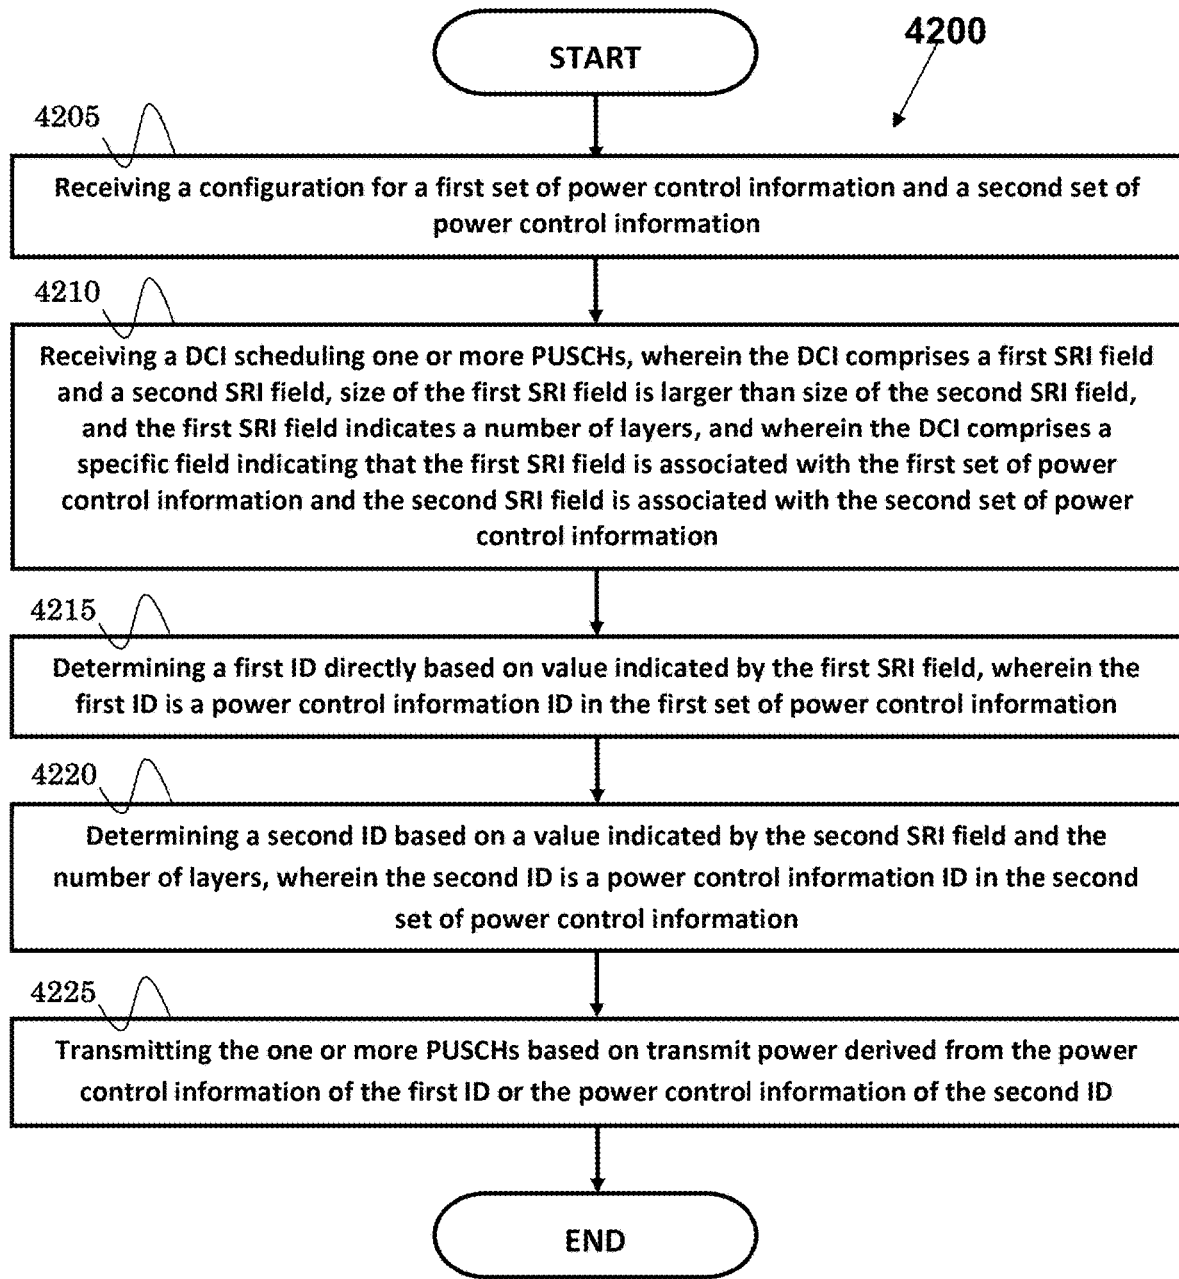 START
4200
4205
Receiving a configuration for a first set of power control information and a second set of
power control information
4210
Receiving a DCI scheduling one or more PUSCHs, wherein the DCI comprises a first SRI field
and a second SRI field, size of the first SRI field is larger than size of the second SRI field,
and the first SRI field indicates a number of layers, and wherein the DCI comprises a
specific field indicating that the first SRI field is associated with the first set of power
control information and the second SRI field is associated with the second set of power
control information
4215
Determining a first ID directly based on value indicated by the first SRI field, wherein the
first ID is a power control information ID in the first set of power control information
4220
Determining a second ID based on a value indicated by the second SRI field and the
number of layers, wherein the second ID is a power control information ID in the second
set of power control information
4225
Transmitting the one or more PUSCHs based on transmit power derived from the power
control information of the first ID or the power control information of the second ID
END